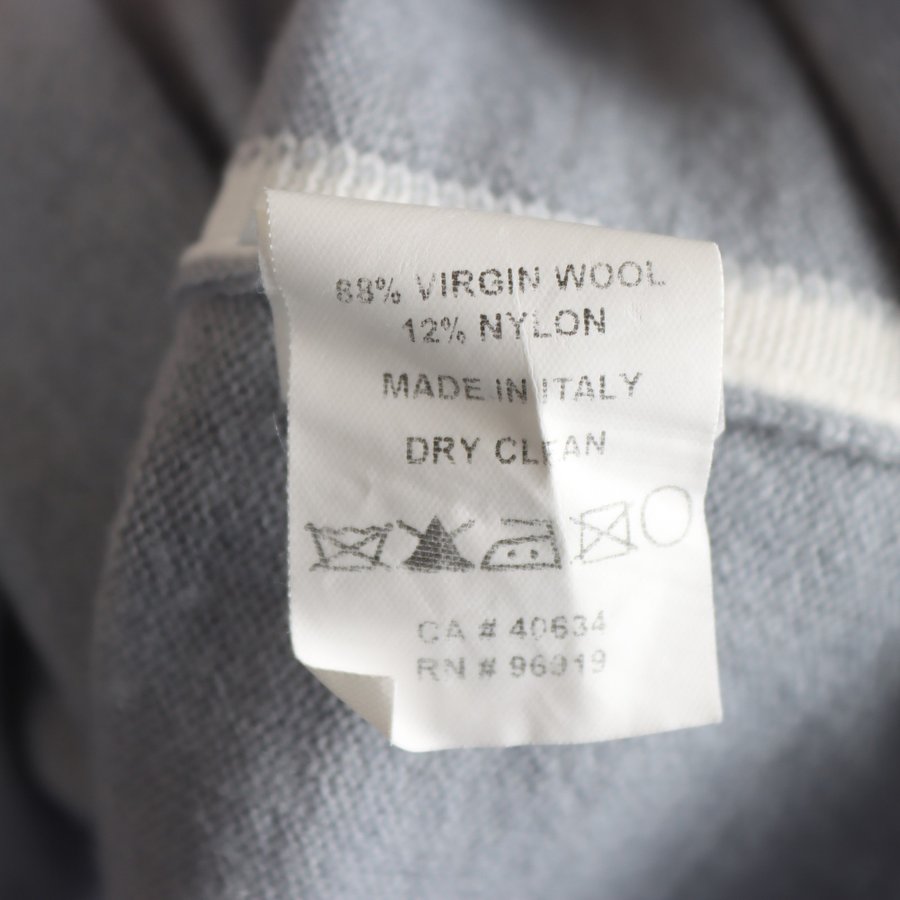 88% VIRGIN WOOL
12% NYLON
MADE IN ITALY
DRY CLEAN
CA # 40634
RN # 96919